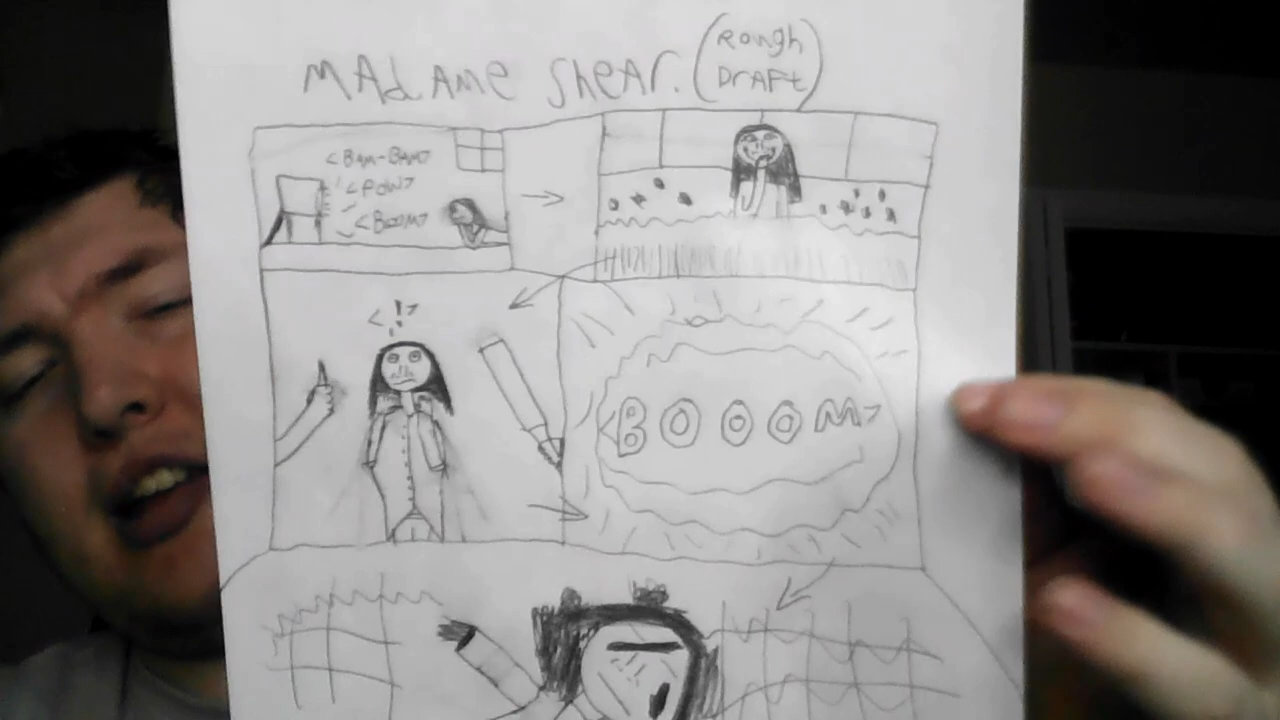 MAdAME SheAr. (Rough
DrAFt)
<BAM-BAM>
<POW>
<BOOM>
<!>
<BOOOM>